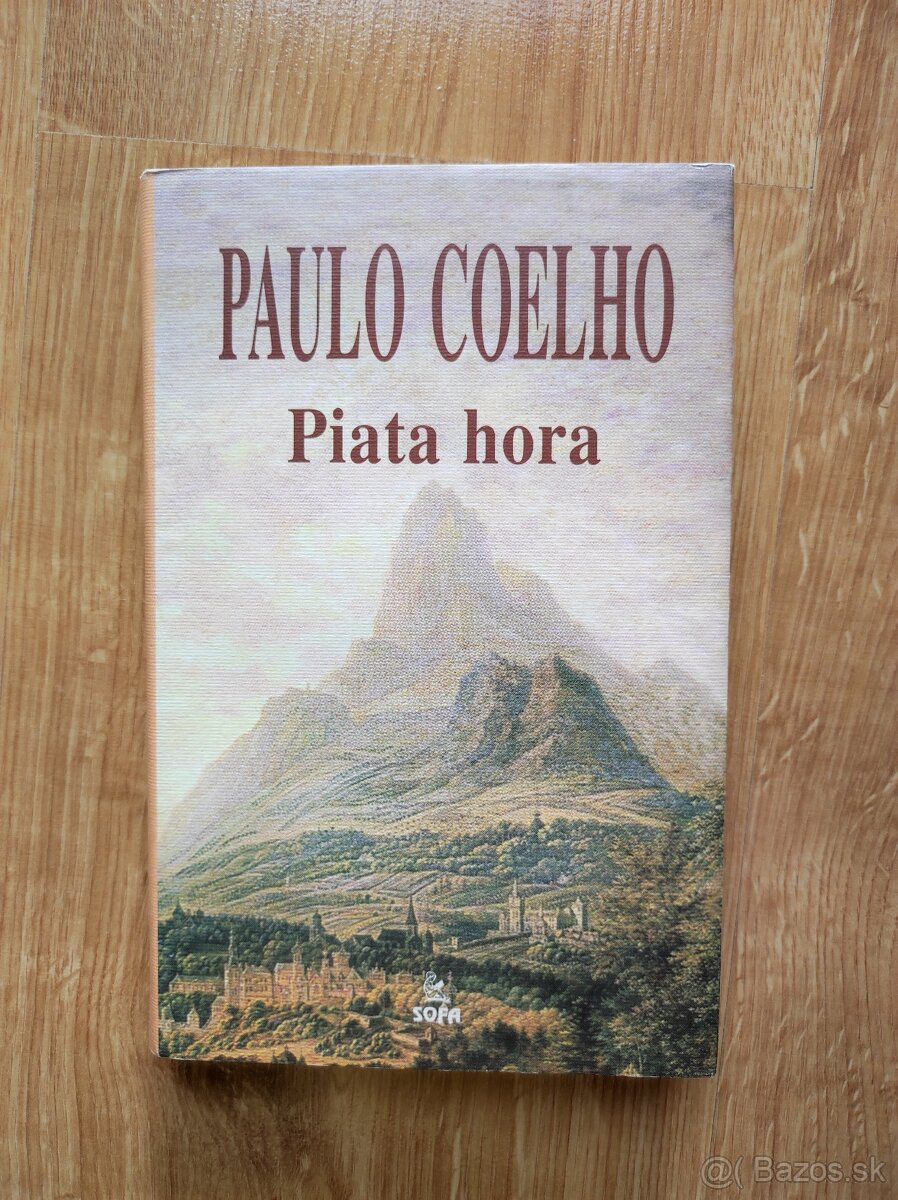 PAULO COELHO
Piata hora
SOFA
@( Bazos.sk